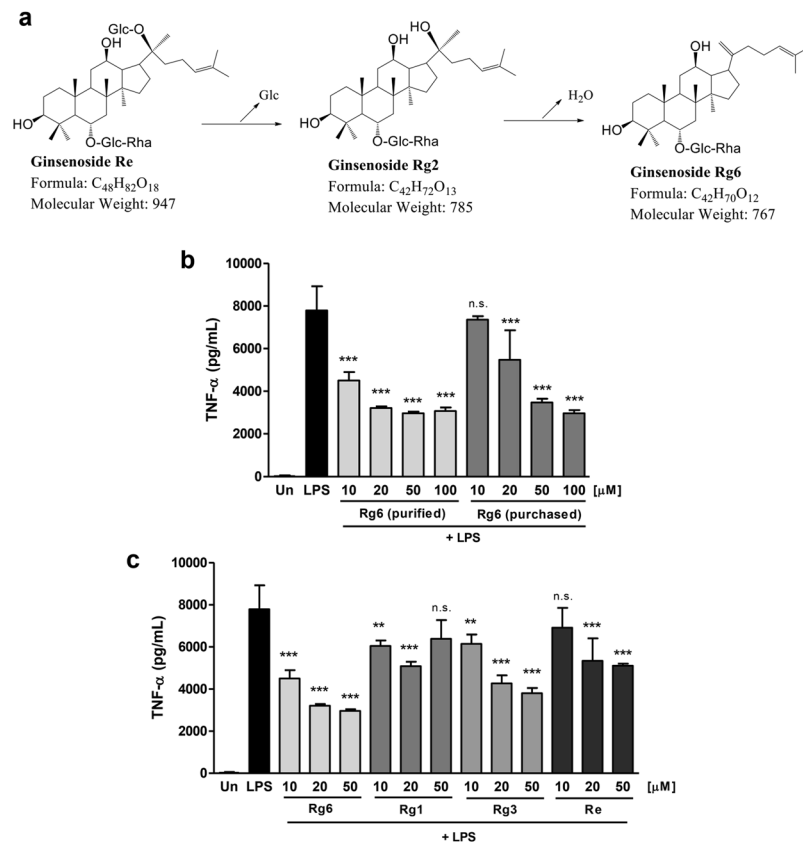 a
Glc-O
OH
HO
O-Glc-Rha
Ginsenoside Re
Formula: C48H82O18
Molecular Weight: 947
Glc
OH
HO
HO
O-Glc-Rha
Ginsenoside Rg2
Formula: C42H72O13
Molecular Weight: 785
H2O
OH
HO
O-Glc-Rha
Ginsenoside Rg6
Formula: C42H70O12
Molecular Weight: 767
b
TNF-α (pg/mL)
10000
8000
6000
4000
2000
0
*** *** *** *** n.s. *** *** ***
Un LPS 10 20 50 100 10 20 50 100 [μM]
Rg6 (purified) Rg6 (purchased)
+ LPS
c
TNF-α (pg/mL)
10000
8000
6000
4000
2000
0
*** *** *** ** *** n.s. ** *** *** n.s. *** ***
Un LPS 10 20 50 10 20 50 10 20 50 10 20 50 [μM]
Rg6 Rg1 Rg3 Re
+ LPS